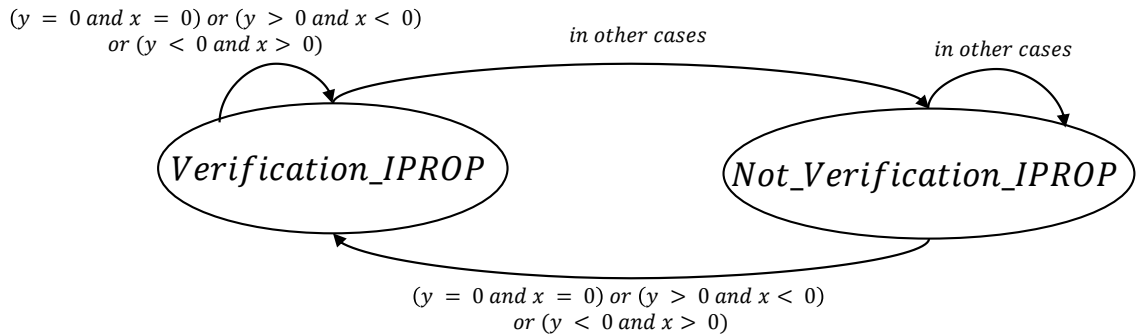 (y = 0 and x = 0) or (y > 0 and x < 0)
or (y < 0 and x > 0)
in other cases
in other cases
Verification_IPROP
Not_Verification_IPROP
(y = 0 and x = 0) or (y > 0 and x < 0)
or (y < 0 and x > 0)